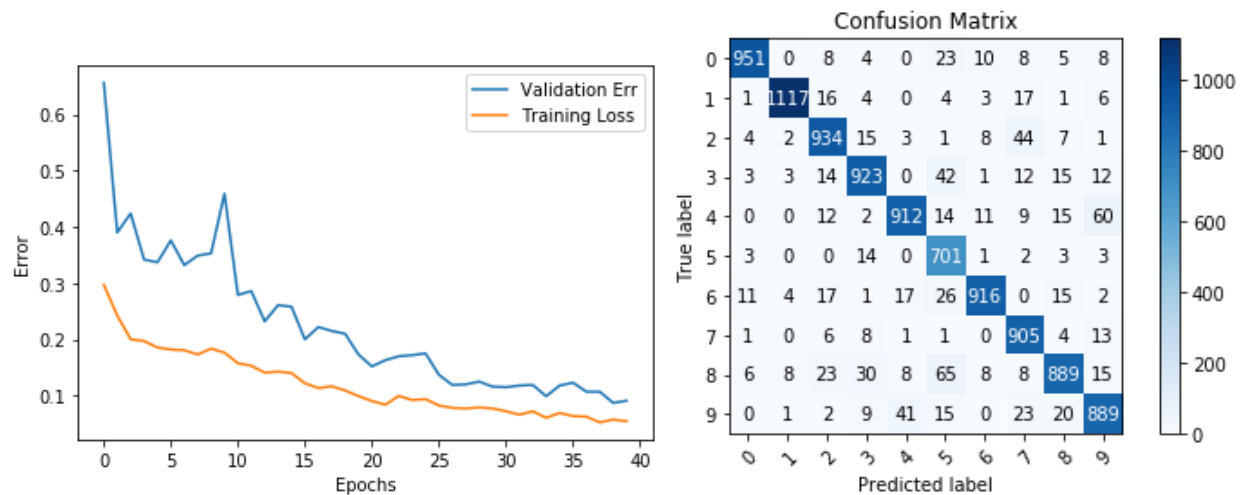 Validation Err
Training Loss
0.6
0.5
0.4
0.3
0.2
0.1
Error
0 5 10 15 20 25 30 35 40
Epochs
Confusion Matrix
0 951 0 8 4 0 23 10 8 5 8
1 1 1117 16 4 0 4 3 17 1 6
2 4 2 934 15 3 1 8 44 7 1
3 3 3 14 923 0 42 1 12 15 12
4 0 0 12 2 912 14 11 9 15 60
5 3 0 0 14 0 701 1 2 3 3
6 11 4 17 1 17 26 916 0 15 2
7 1 0 6 8 1 1 0 905 4 13
8 6 8 23 30 8 65 8 8 889 15
9 0 1 2 9 41 15 0 23 20 889
True label
0 1 2 3 4 5 6 7 8 9
Predicted label
1000
800
600
400
200
0